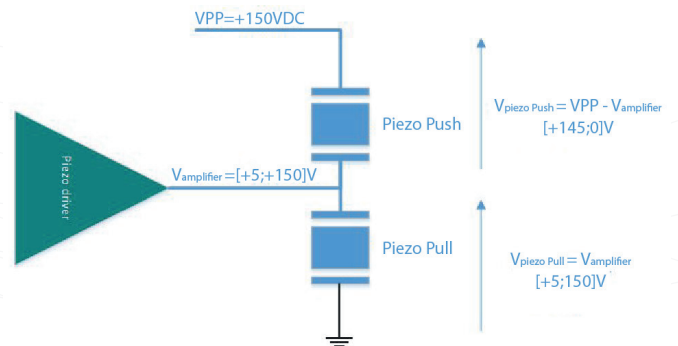 VPP=+150VDC
Piezo Push
Vpiezo Push = VPP - Vamplifier
[+145;0]V
Piezo driver
Vamplifier =[+5;+150]V
Piezo Pull
Vpiezo Pull = Vamplifier
[+5;150]V